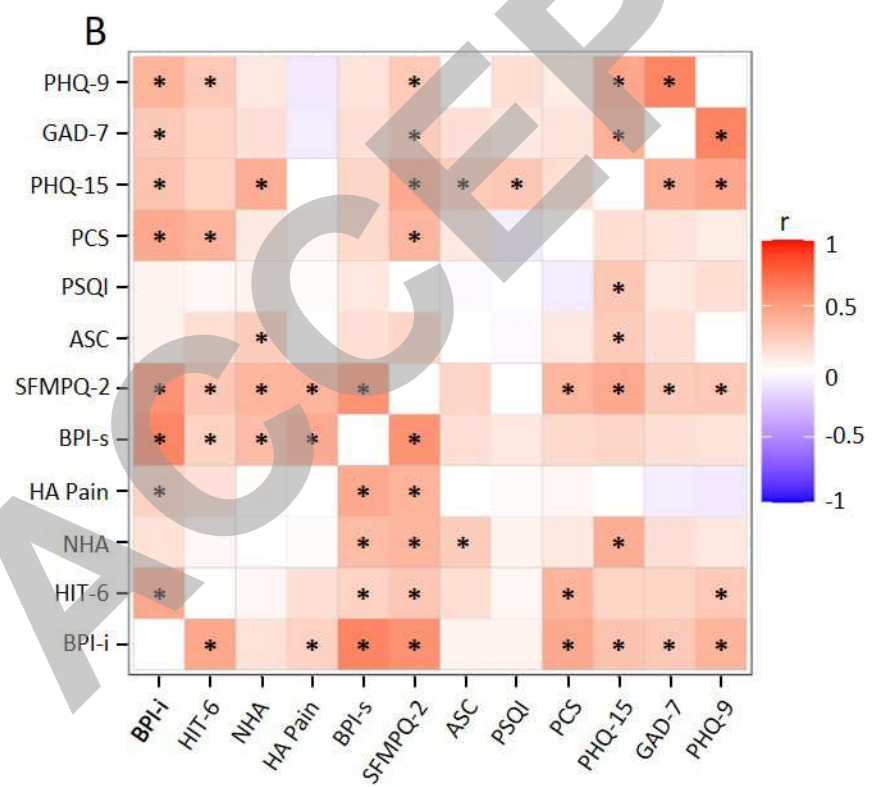 B
PHQ-9 * * * * *
GAD-7 * * * *
PHQ-15 * * * * * * *
PCS * * *
PSQI *
ASC * *
SFMPQ-2 * * * * * * * * *
BPI-s * * * * *
HA Pain * * *
NHA * * * *
HIT-6 * * * * *
BPI-i * * * * * * * *
BPI-i HIT-6 NHA HA Pain BPI-s SFMPQ-2 ASC PSQI PCS PHQ-15 GAD-7 PHQ-9
r
1
0.5
0
-0.5
-1
ACCEP